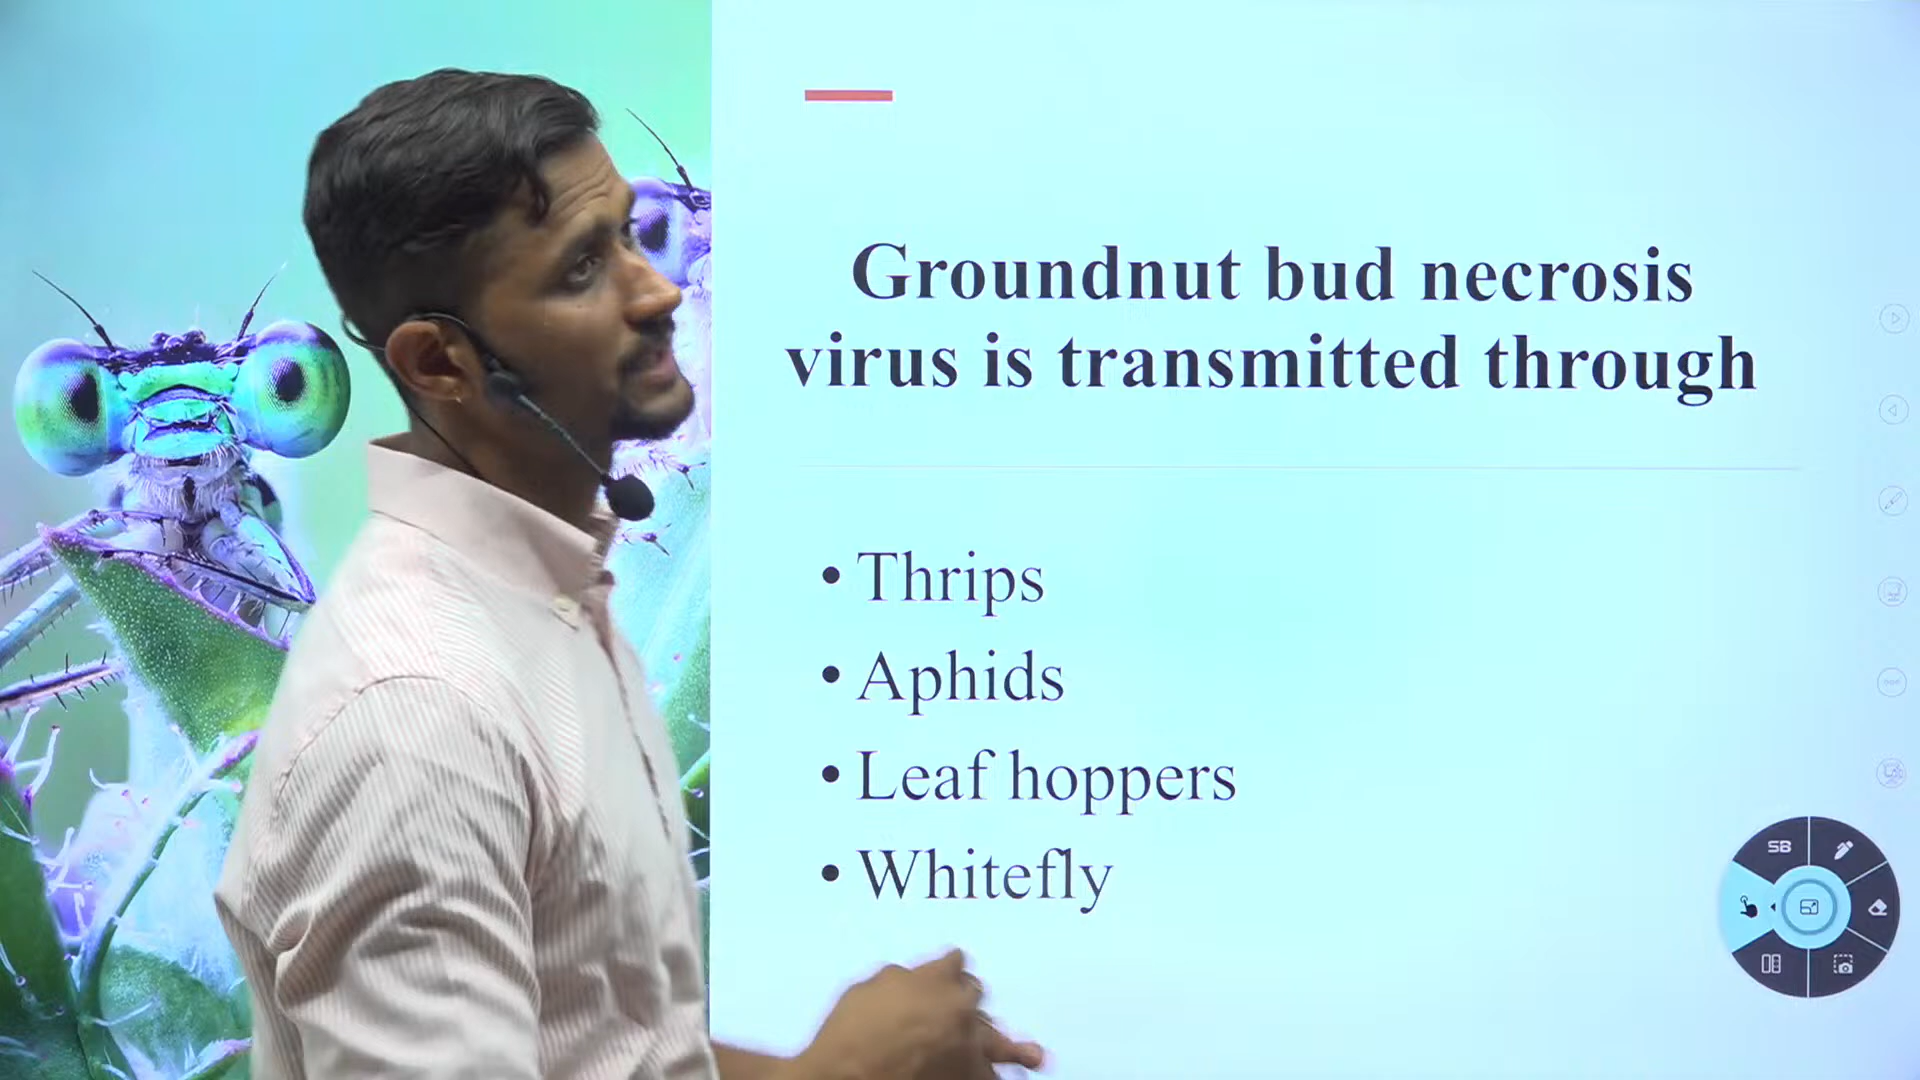 Groundnut bud necrosis
virus is transmitted through
• Thrips
• Aphids
• Leaf hoppers
• Whitefly
SB